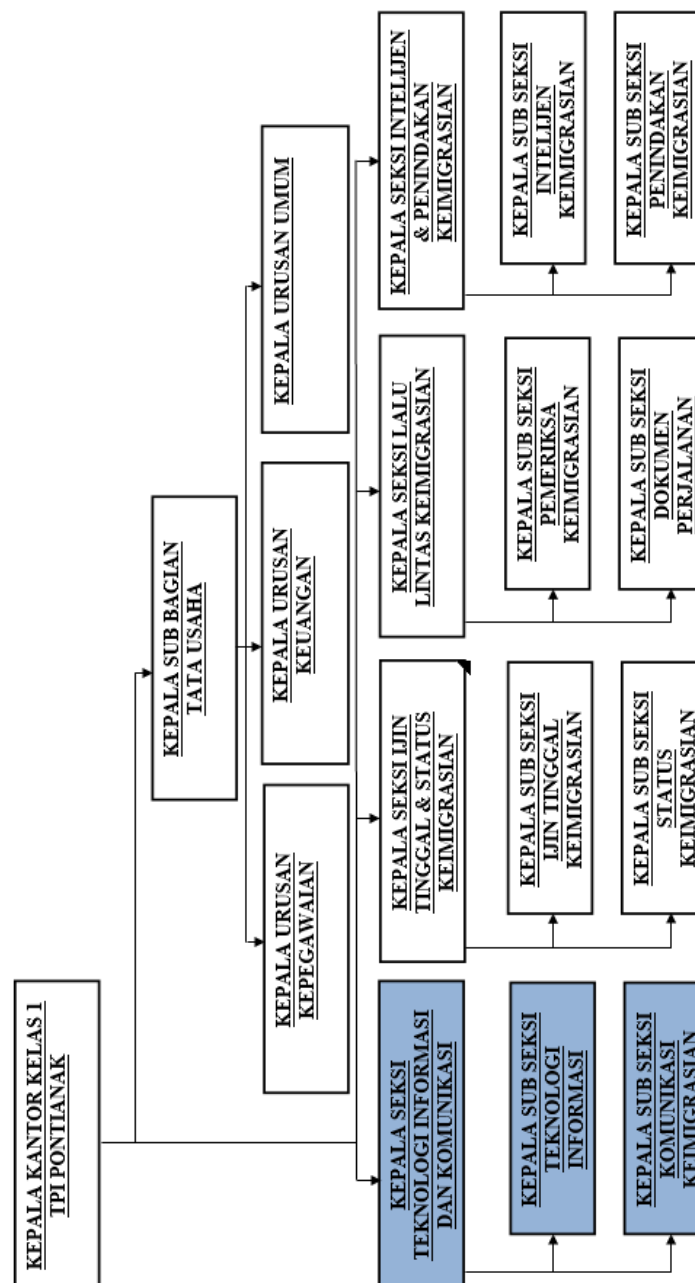 KEPALA KANTOR KELAS 1
TPI PONTIANAK
KEPALA SUB BAGIAN
TATA USAHA
KEPALA URUSAN
KEPEGAWAIAN
KEPALA URUSAN
KEUANGAN
KEPALA URUSAN UMUM
KEPALA SEKSI
TEKNOLOGI INFORMASI
DAN KOMUNIKASI
KEPALA SEKSI IJIN
TINGGAL & STATUS
KEIMIGRASIAN
KEPALA SEKSI LALU
LINTAS KEIMIGRASIAN
KEPALA SEKSI INTELIJEN
& PENINDAKAN
KEIMIGRASIAN
KEPALA SUB SEKSI
TEKNOLOGI
INFORMASI
KEPALA SUB SEKSI
IJIN TINGGAL
KEIMIGRASIAN
KEPALA SUB SEKSI
PEMERIKSA
KEIMIGRASIAN
KEPALA SUB SEKSI
INTELIJEN
KEIMIGRASIAN
KEPALA SUB SEKSI
KOMUNIKASI
KEIMIGRASIAN
KEPALA SUB SEKSI
STATUS
KEIMIGRASIAN
KEPALA SUB SEKSI
DOKUMEN
PERJALANAN
KEPALA SUB SEKSI
PENINDAKAN
KEIMIGRASIAN